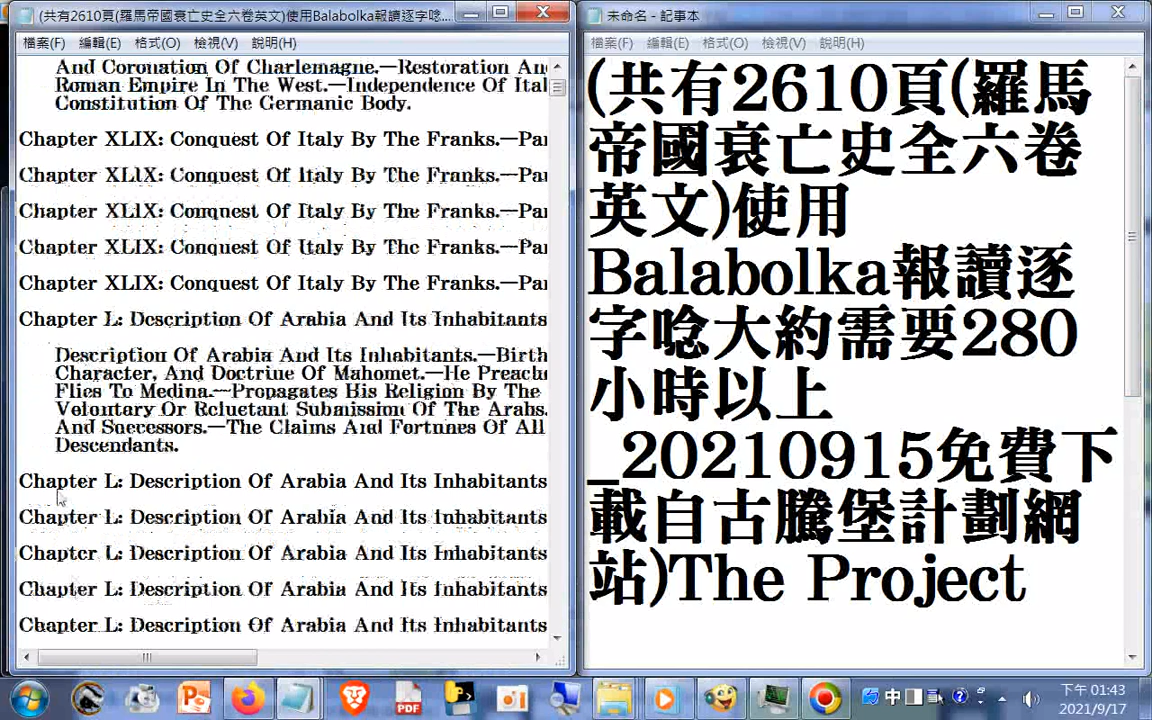 (共有2610頁(羅馬帝國衰亡史全六卷英文)使用Balabolka報讀逐字唸...
檔案(F) 編輯(E) 格式(O) 檢視(V) 說明(H)
And Coronation Of Charlemagne.—Restoration And
Roman Empire In The West.—Independence Of Ital
Constitution Of The Germanic Body.
Chapter XLIX: Conquest Of Italy By The Franks.—Par
Chapter XLIX: Conquest Of Italy By The Franks.—Par
Chapter XLIX: Conquest Of Italy By The Franks.—Par
Chapter XLIX: Conquest Of Italy By The Franks.—Par
Chapter XLIX: Conquest Of Italy By The Franks.—Par
Chapter L: Description Of Arabia And Its Inhabitants
Description Of Arabia And Its Inhabitants.—Birth
Character, And Doctrine Of Mahomet.—He Preach
Flies To Medina.—Propagates His Religion By The
Voluntary Or Reluctant Submission Of The Arabs.
And Successors.—The Claims And Fortunes Of All
Descendants.
Chapter L: Description Of Arabia And Its Inhabitants
Chapter L: Description Of Arabia And Its Inhabitants
Chapter L: Description Of Arabia And Its Inhabitants
Chapter L: Description Of Arabia And Its Inhabitants
Chapter L: Description Of Arabia And Its Inhabitants
未命名 - 記事本
檔案(F) 編輯(E) 格式(O) 檢視(V) 說明(H)
(共有2610頁(羅馬
帝國衰亡史全六卷
英文)使用
Balabolka報讀逐
字唸大約需要280
小時以上
_20210915免費下
載自古騰堡計劃網
站)The Project
PDF
中
下午 01:43
2021/9/17